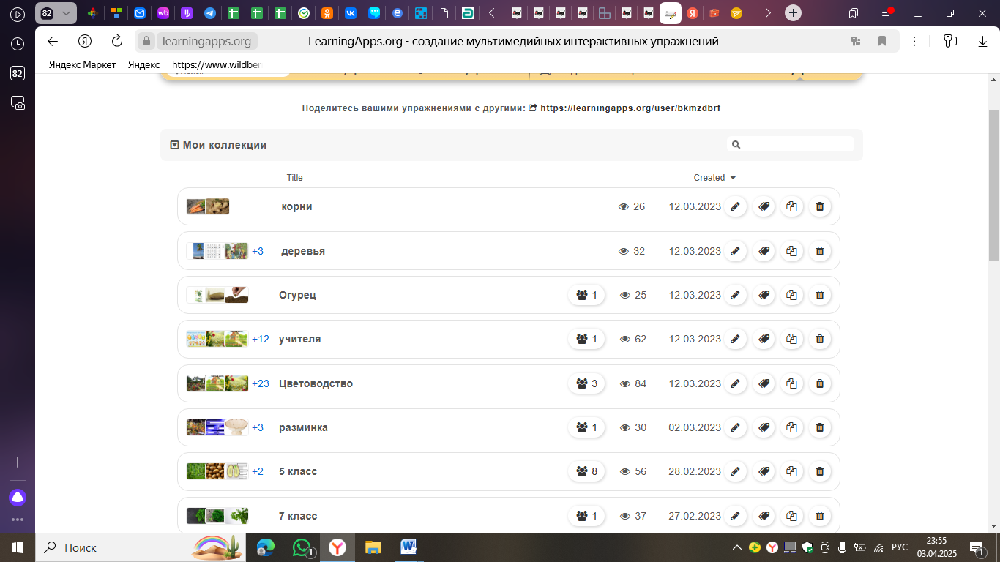 82
learningapps.org
LearningApps.org - создание мультимедийных интерактивных упражнений
82
Яндекс Маркет Яндекс https://www.wildber
Поделитесь вашими упражнениями с другими: https://learningapps.org/user/bkmzdbrf
Мои коллекции
Title Created
корни 26 12.03.2023
+3 деревья 32 12.03.2023
Огурец 1 25 12.03.2023
+12 учителя 1 62 12.03.2023
+23 Цветоводство 3 84 12.03.2023
+3 разминка 1 30 02.03.2023
+2 5 класс 8 56 28.02.2023
7 класс 1 37 27.02.2023
Поиск 1 РУС 23:55
03.04.2025 1